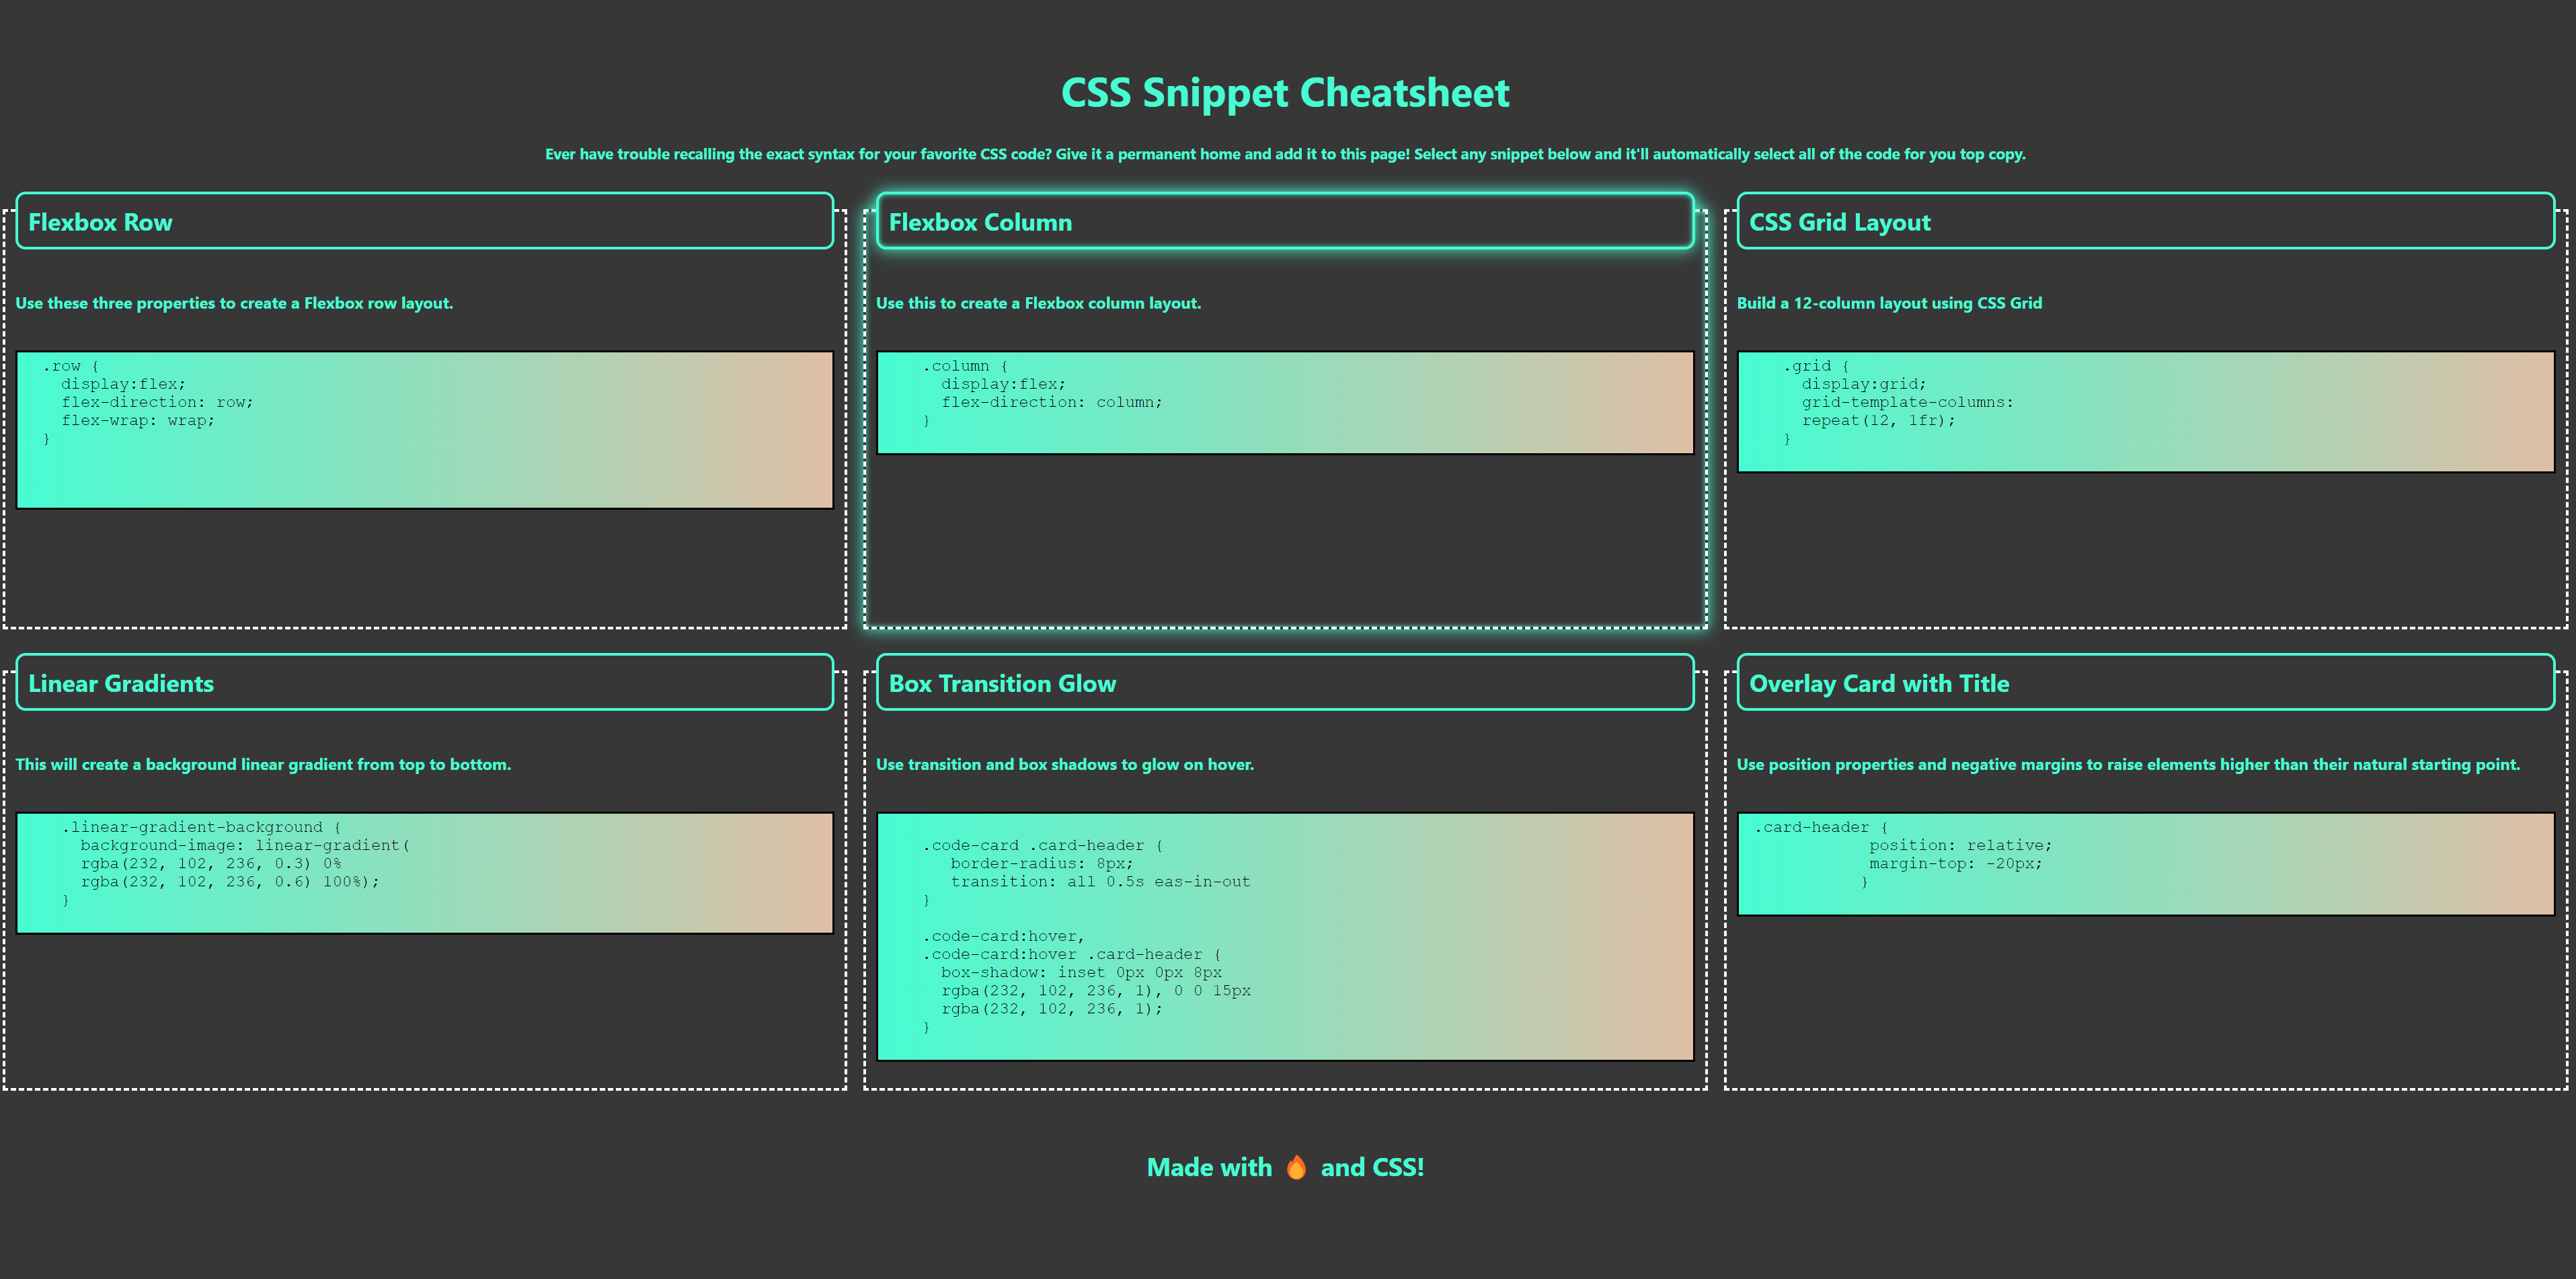 CSS Snippet Cheatsheet
Ever have trouble recalling the exact syntax for your favorite CSS code? Give it a permanent home and add it to this page! Select any snippet below and it'll automatically select all of the code for you top copy.
Flexbox Row
Use these three properties to create a Flexbox row layout.
.row {
display:flex;
flex-direction: row;
flex-wrap: wrap;
}
Flexbox Column
Use this to create a Flexbox column layout.
.column {
display:flex;
flex-direction: column;
}
CSS Grid Layout
Build a 12-column layout using CSS Grid
.grid {
display:grid;
grid-template-columns:
repeat(12, 1fr);
}
Linear Gradients
This will create a background linear gradient from top to bottom.
.linear-gradient-background {
background-image: linear-gradient(
rgba(232, 102, 236, 0.3) 0%
rgba(232, 102, 236, 0.6) 100%);
}
Box Transition Glow
Use transition and box shadows to glow on hover.
.code-card .card-header {
border-radius: 8px;
transition: all 0.5s eas-in-out
}
.code-card:hover,
.code-card:hover .card-header {
box-shadow: inset 0px 0px 8px
rgba(232, 102, 236, 1), 0 0 15px
rgba(232, 102, 236, 1);
}
Overlay Card with Title
Use position properties and negative margins to raise elements higher than their natural starting point.
.card-header {
position: relative;
margin-top: -20px;
}
Made with 🔥 and CSS!